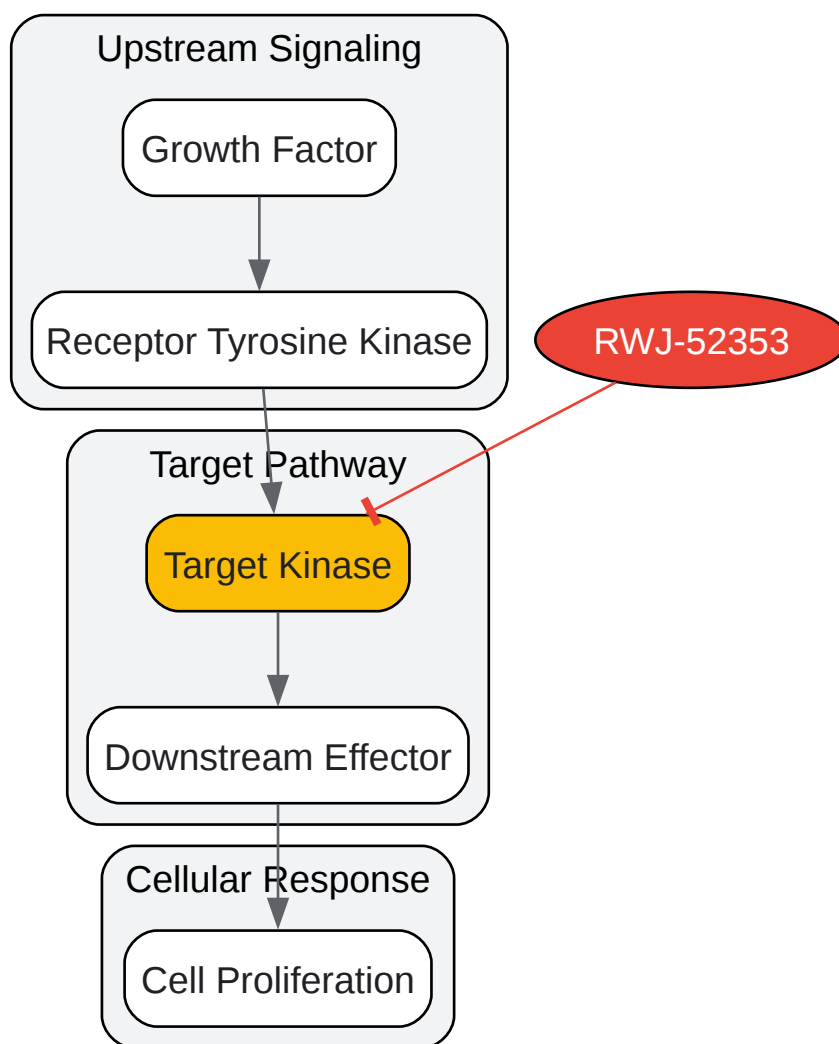 Upstream Signaling
Growth Factor
Receptor Tyrosine Kinase
RWJ-52353
Target Pathway
Target Kinase
Downstream Effector
Cellular Response
Cell Proliferation